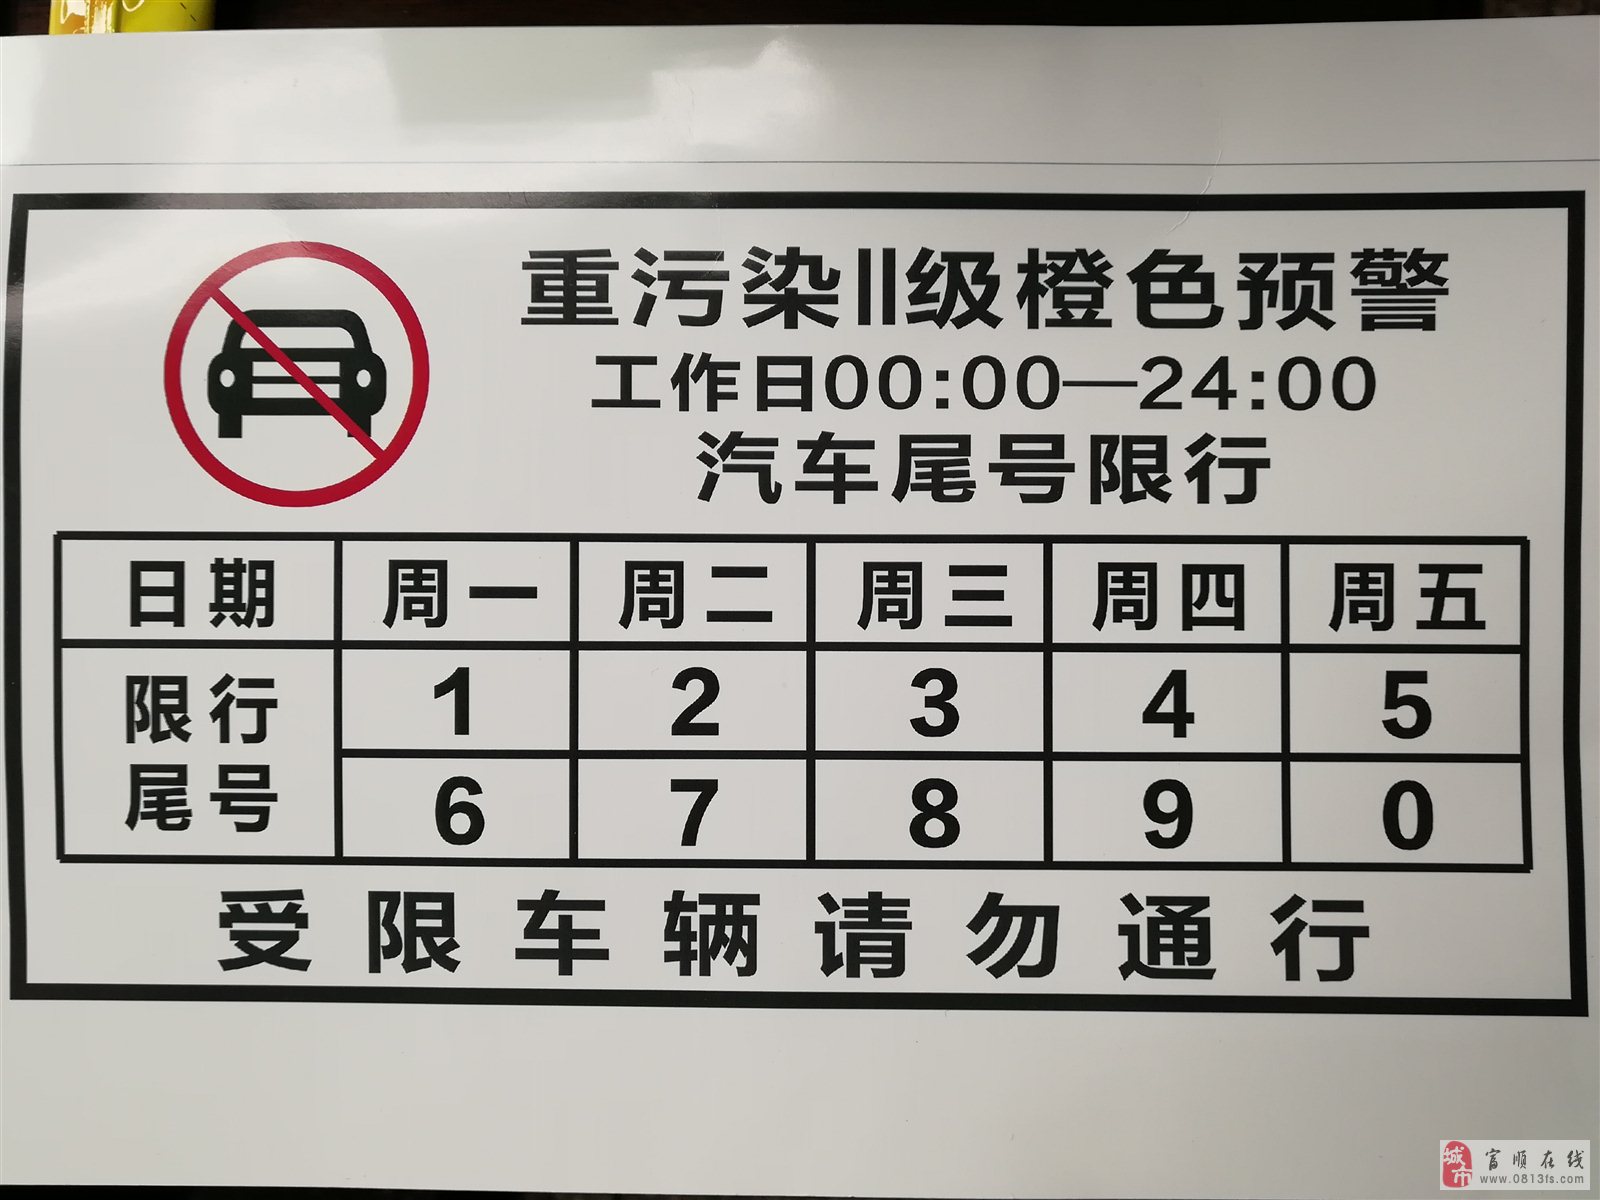 重污染II级橙色预警
工作日00:00—24:00
汽车尾号限行
日期 周一 周二 周三 周四 周五
限行尾号 1 2 3 4 5
6 7 8 9 0
受限车辆请勿通行
城市 富顺在线
www.0813fs.com